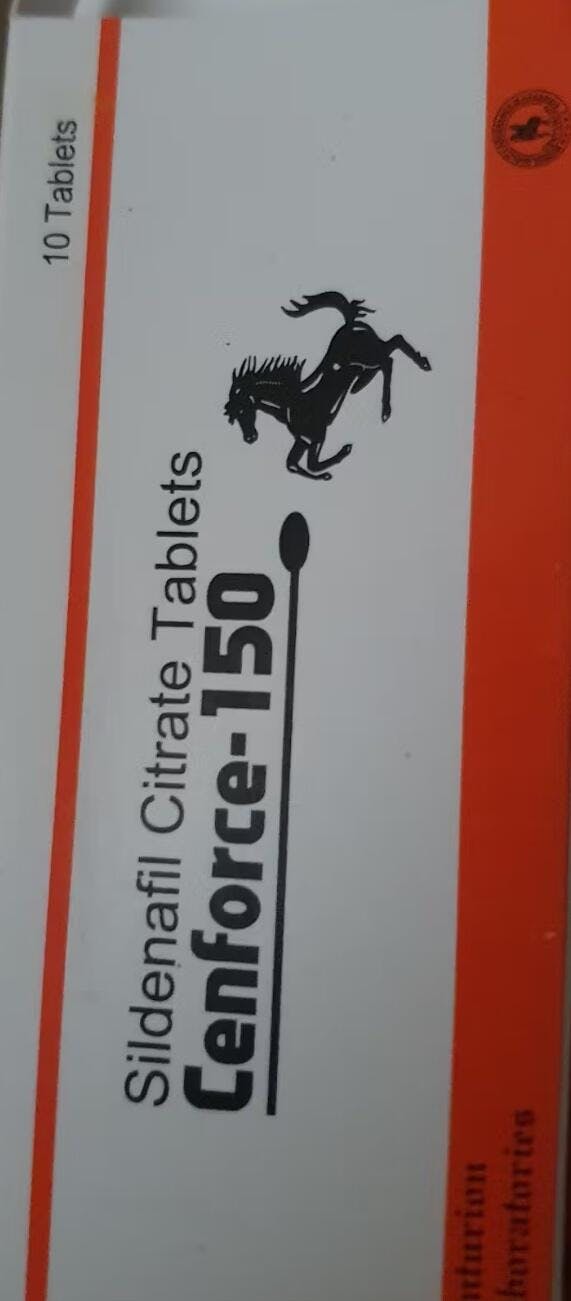 10 Tablets
Sildenafil Citrate Tablets
Cenforce-150